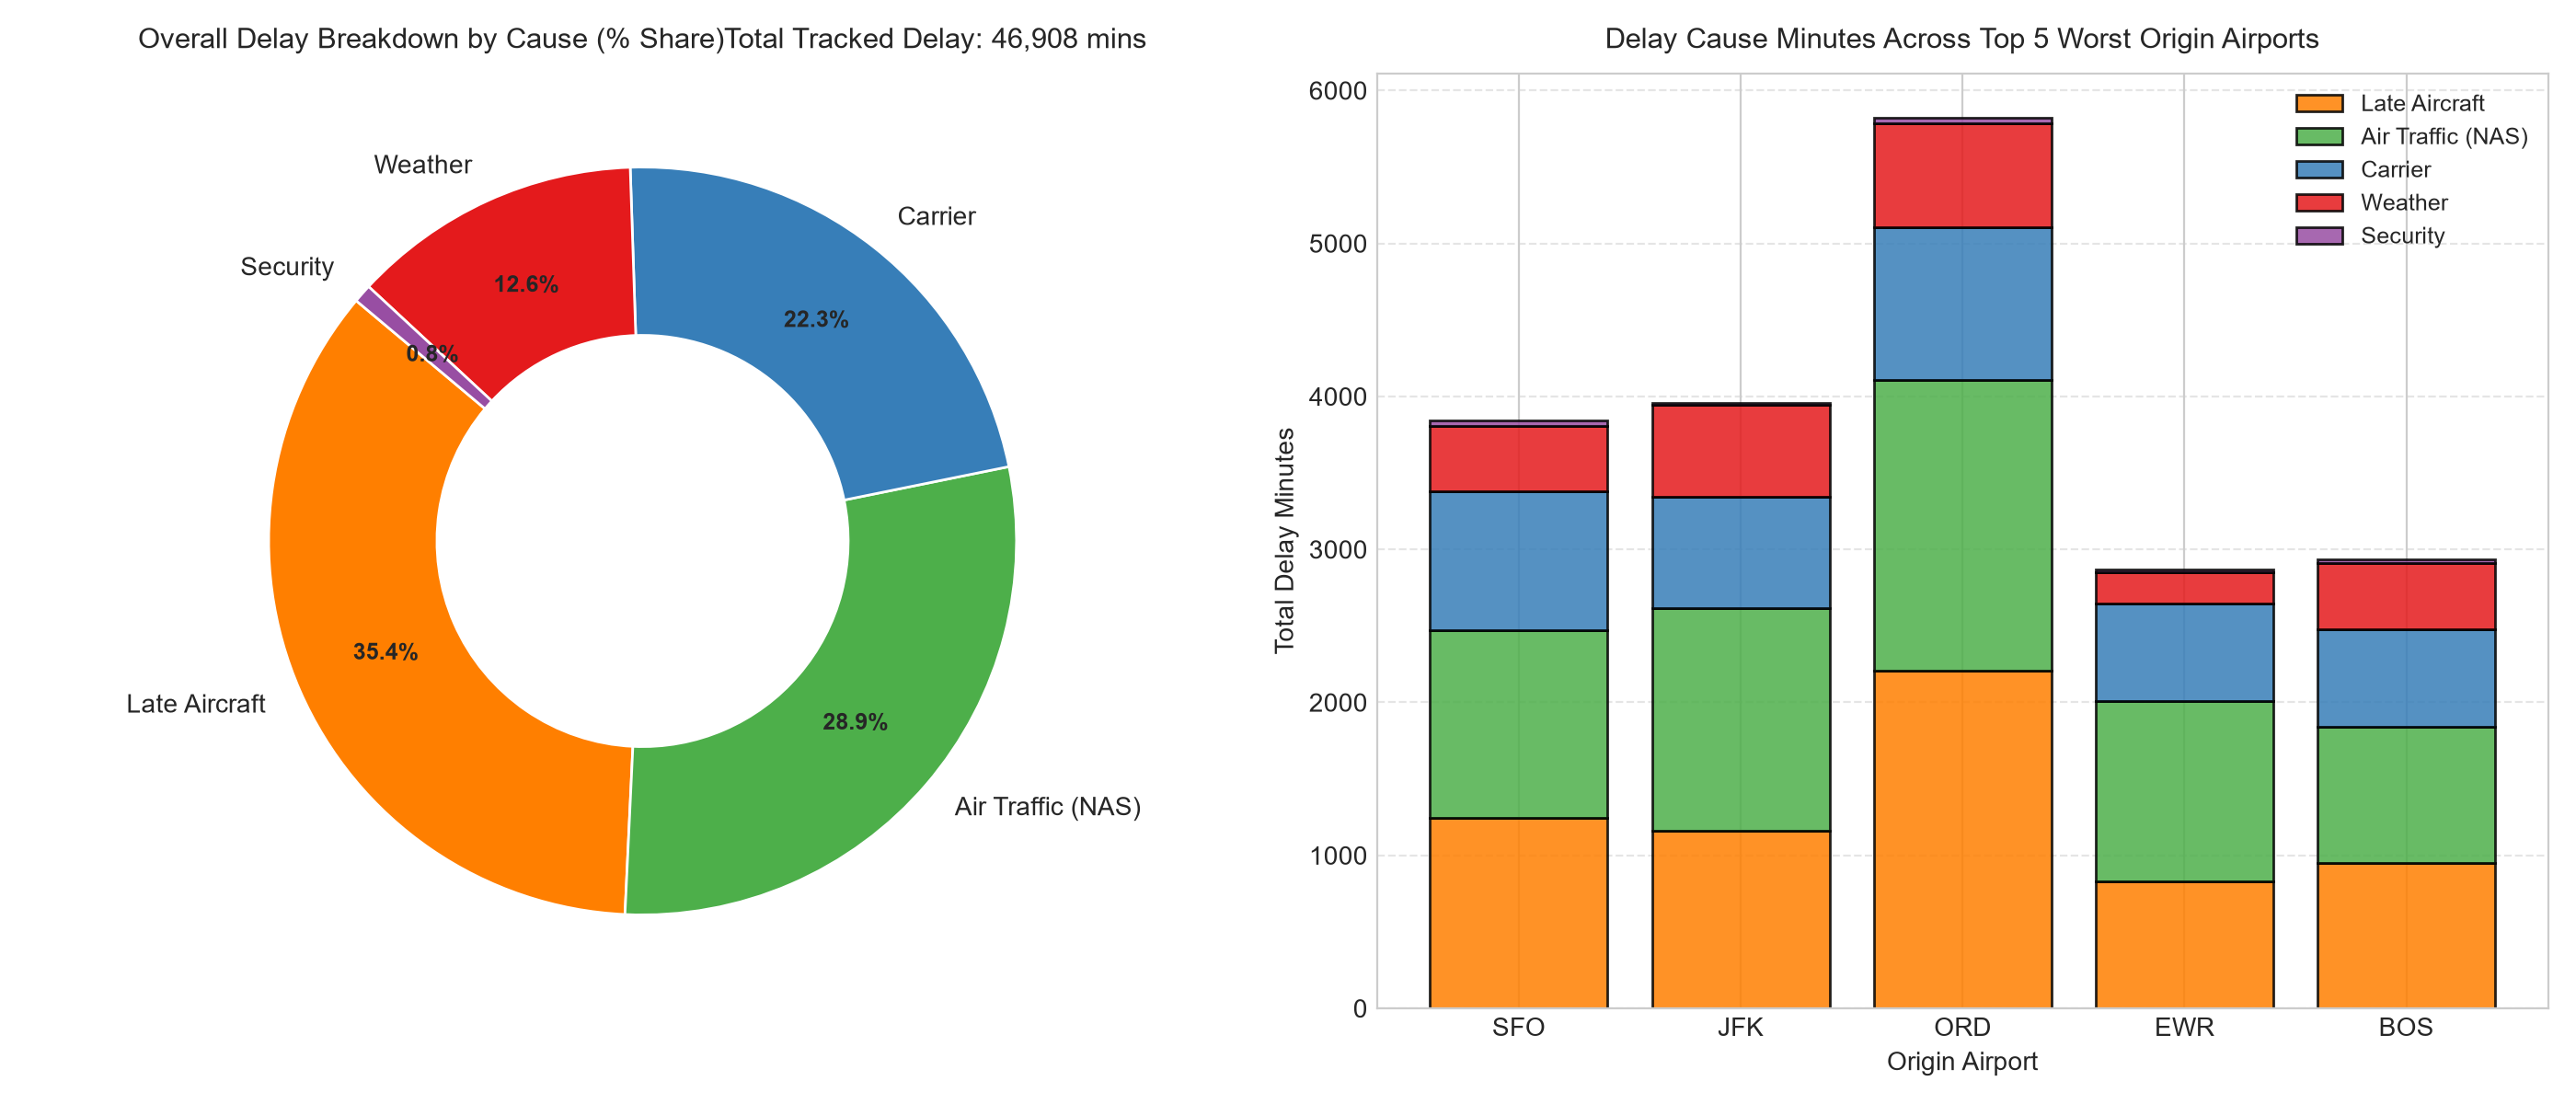 Overall Delay Breakdown by Cause (% Share)Total Tracked Delay: 46,908 mins
Weather
Carrier
Security
12.6%
22.3%
0.8%
35.4%
Late Aircraft
28.9%
Air Traffic (NAS)
Delay Cause Minutes Across Top 5 Worst Origin Airports
6000
5000
4000
3000
2000
1000
0
Total Delay Minutes
Late Aircraft
Air Traffic (NAS)
Carrier
Weather
Security
SFO
JFK
ORD
EWR
BOS
Origin Airport